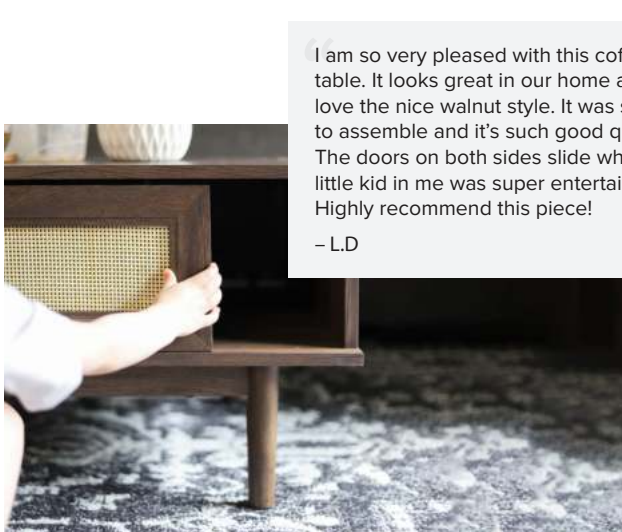 I am so very pleased with this cof
table. It looks great in our home a
love the nice walnut style. It was s
to assemble and it’s such good q
The doors on both sides slide wh
little kid in me was super entertai
Highly recommend this piece!
– L.D